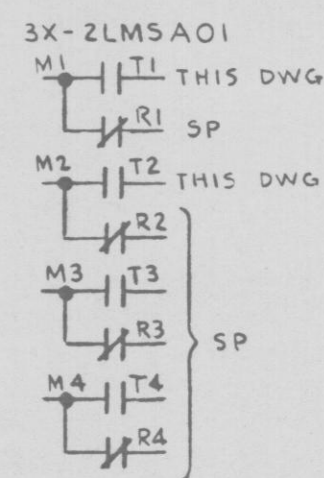 3X-2LMSA01
M1 T1 THIS DWG
R1 SP
M2 T2 THIS DWG
R2
M3 T3
R3 SP
M4 T4
R4